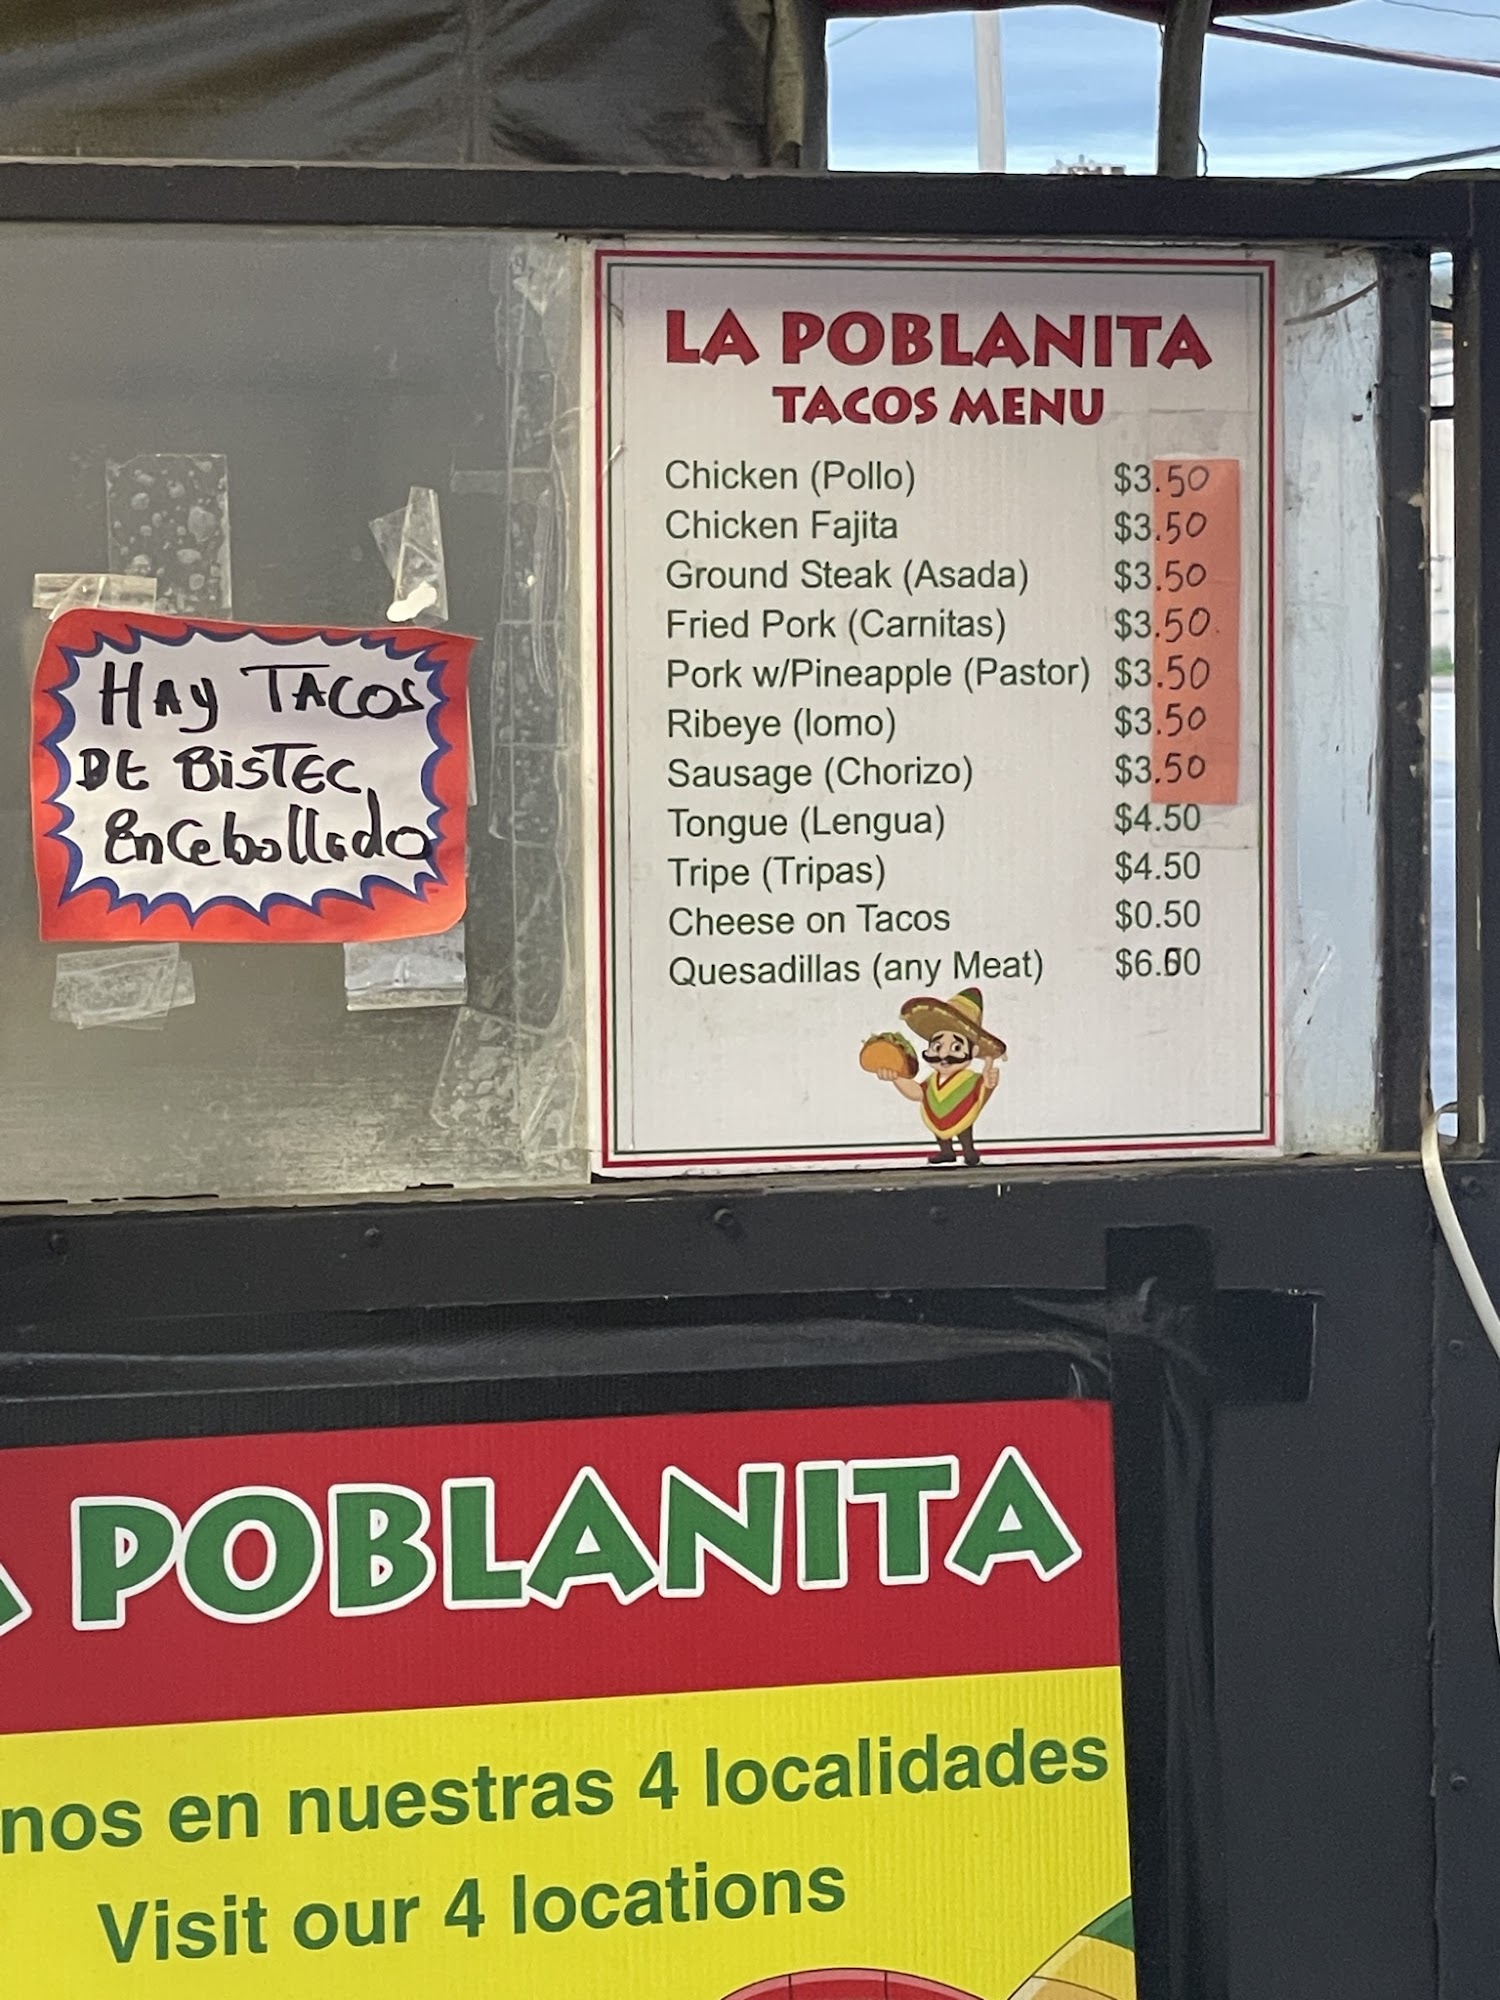 LA POBLANITA
TACOS MENU
Chicken (Pollo) $3.50
Chicken Fajita $3.50
Ground Steak (Asada) $3.50
Fried Pork (Carnitas) $3.50
Pork w/Pineapple (Pastor) $3.50
Ribeye (lomo) $3.50
Sausage (Chorizo) $3.50
Tongue (Lengua) $4.50
Tripe (Tripas) $4.50
Cheese on Tacos $0.50
Quesadillas (any Meat)
HAy TACOS
DE BiSTEC
EnCebollado
POBLANITA
nos en nuestras 4 localidades
Visit our 4 locations